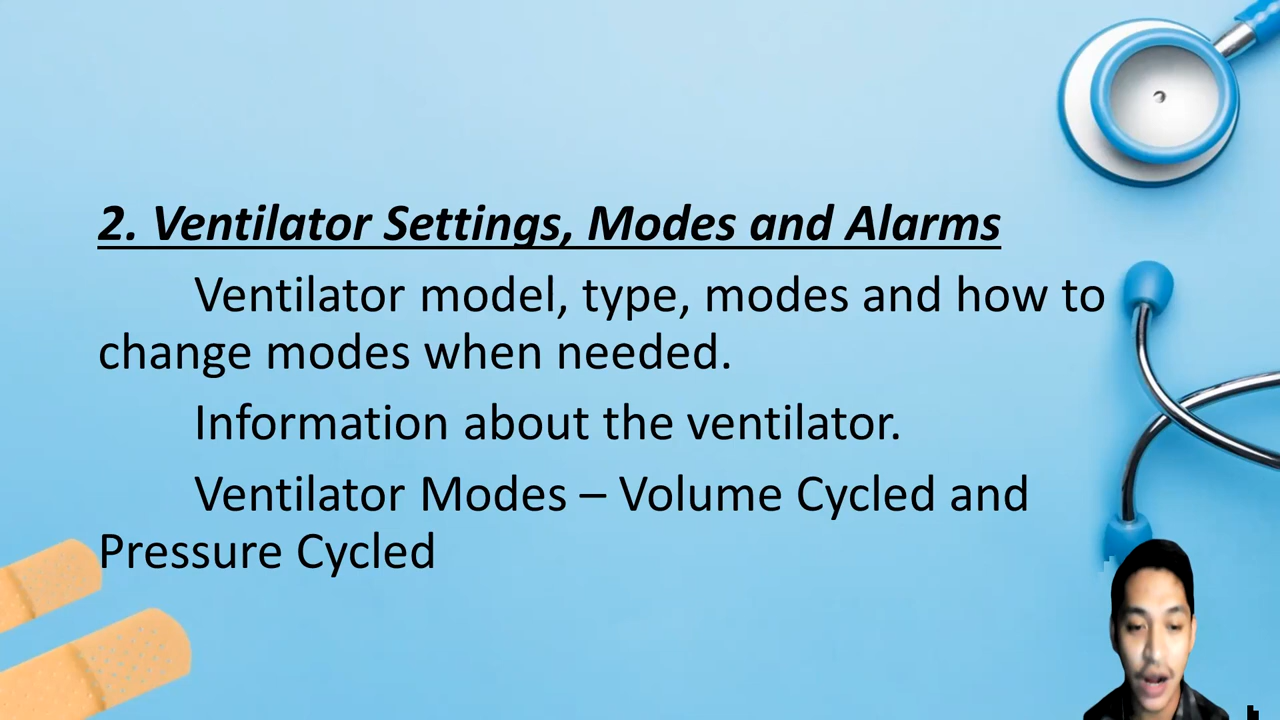 2. Ventilator Settings, Modes and Alarms
Ventilator model, type, modes and how to
change modes when needed.
Information about the ventilator.
Ventilator Modes – Volume Cycled and
Pressure Cycled